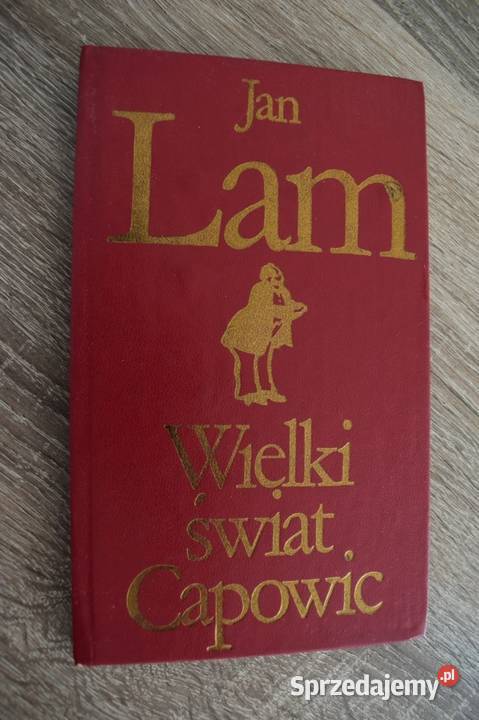 Jan
Lam
Wielki
świat
Capowic
Sprzedajemy.pl